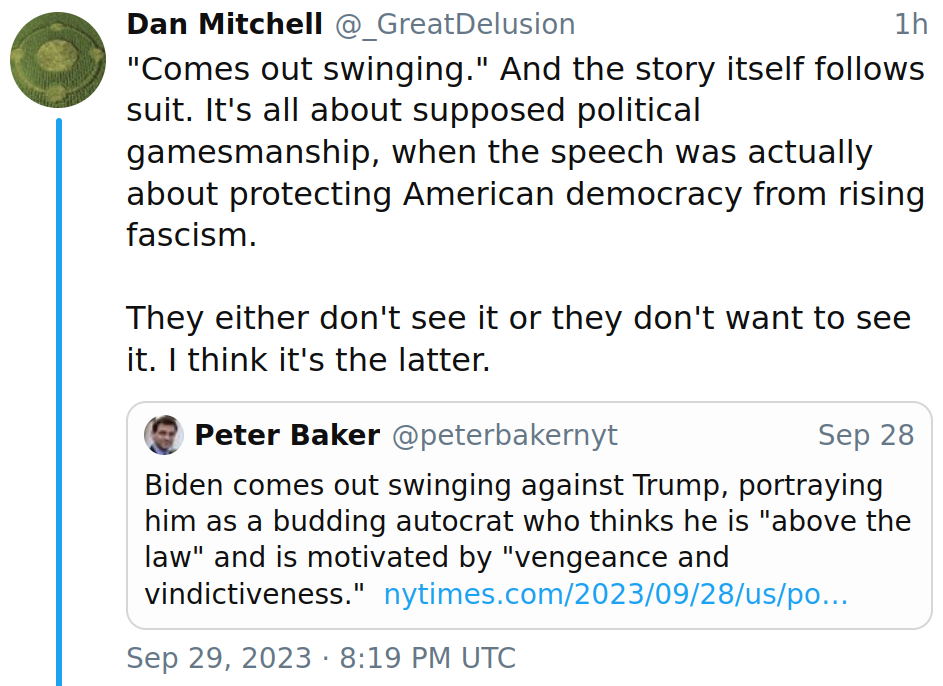 Dan Mitchell @_GreatDelusion 1h
"Comes out swinging." And the story itself follows
suit. It's all about supposed political
gamesmanship, when the speech was actually
about protecting American democracy from rising
fascism.
They either don't want to see it or they don't want to see
it. I think it's the latter.
Peter Baker @peterbakernyt Sep 28
Biden comes out swinging against Trump, portraying
him as a budding autocrat who thinks he is "above the
law" and is motivated by "vengeance and
vindictiveness." nytimes.com/2023/09/28/us/po…
Sep 29, 2023 · 8:19 PM UTC